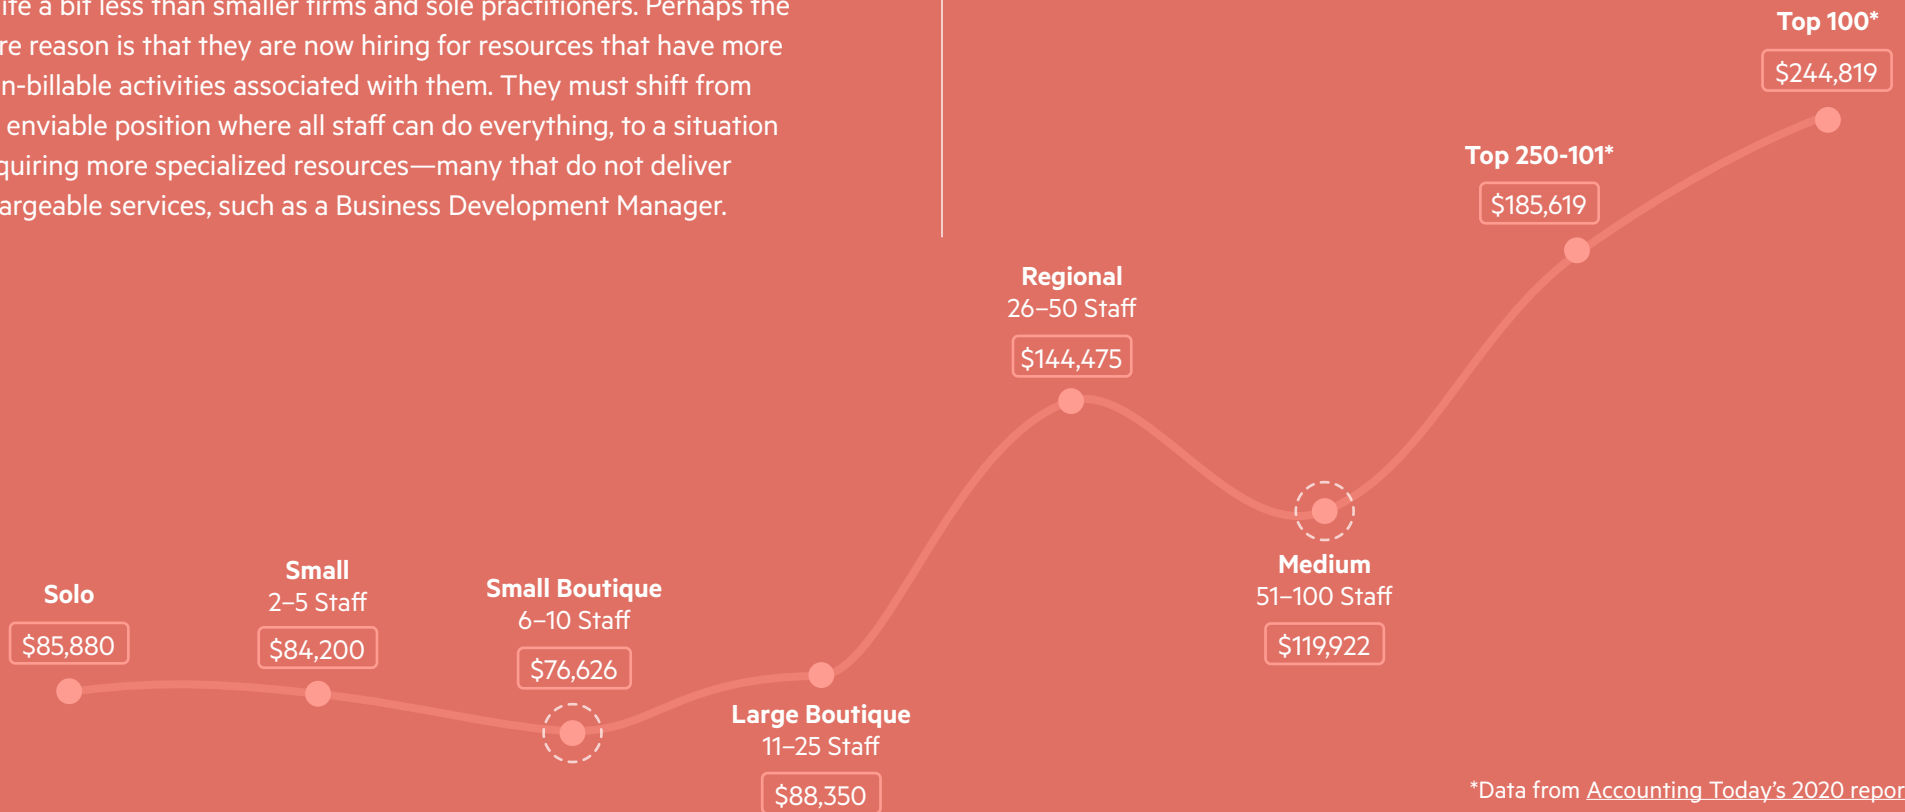 ite a bit less than smaller firms and sole practitioners. Perhaps the
re reason is that they are now hiring for resources that have more
n-billable activities associated with them. They must shift from
enviable position where all staff can do everything, to a situation
quiring more specialized resources—many that do not deliver
argeable services, such as a Business Development Manager.
Solo
$85,880
Small
2–5 Staff
$84,200
Small Boutique
6–10 Staff
$76,626
Large Boutique
11–25 Staff
$88,350
Regional
26–50 Staff
$144,475
Medium
51–100 Staff
$119,922
Top 250-101*
$185,619
Top 100*
$244,819
*Data from Accounting Today's 2020 repor